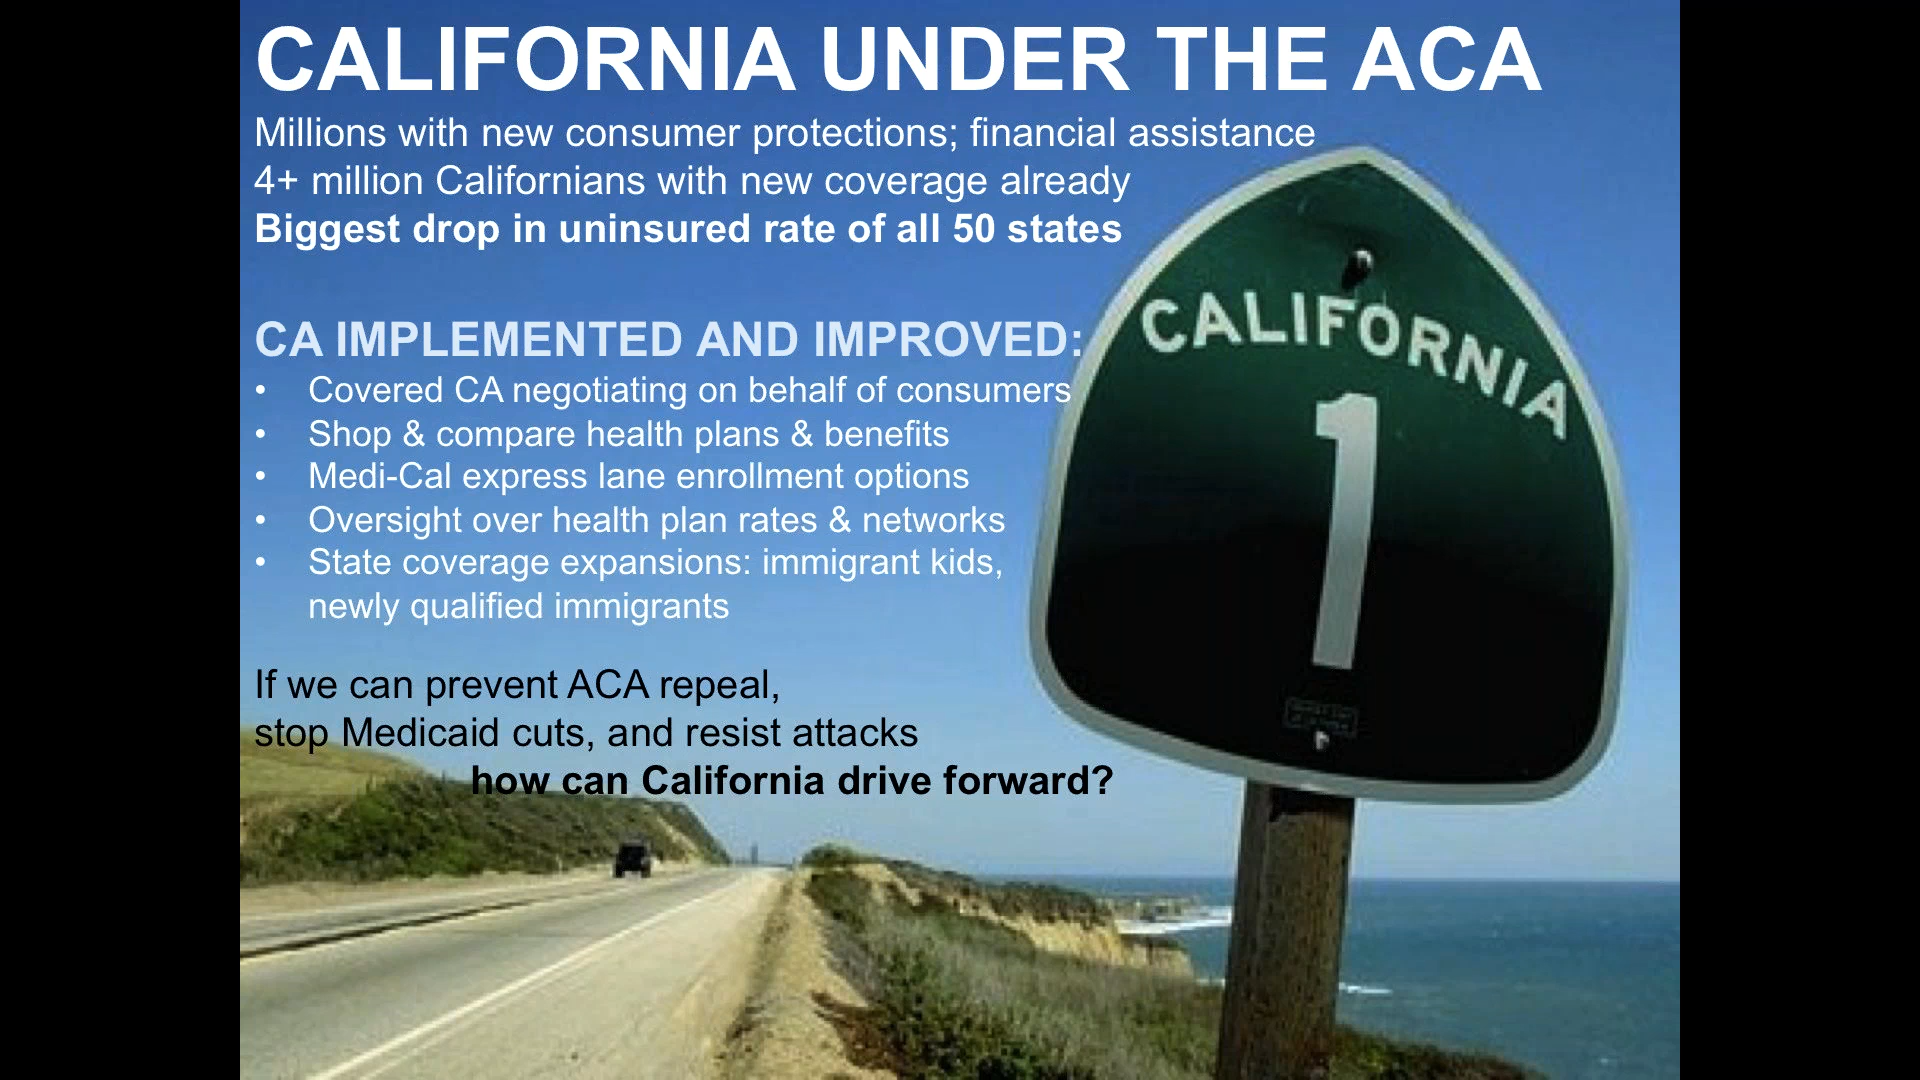 CALIFORNIA UNDER THE ACA
Millions with new consumer protections; financial assistance
4+ million Californians with new coverage already
Biggest drop in uninsured rate of all 50 states
CA IMPLEMENTED AND IMPROVED:
• Covered CA negotiating on behalf of consumers
• Shop & compare health plans & benefits
• Medi-Cal express lane enrollment options
• Oversight over health plan rates & networks
• State coverage expansions: immigrant kids,
newly qualified immigrants
If we can prevent ACA repeal,
stop Medicaid cuts, and resist attacks
how can California drive forward?
CALIFORNIA
1